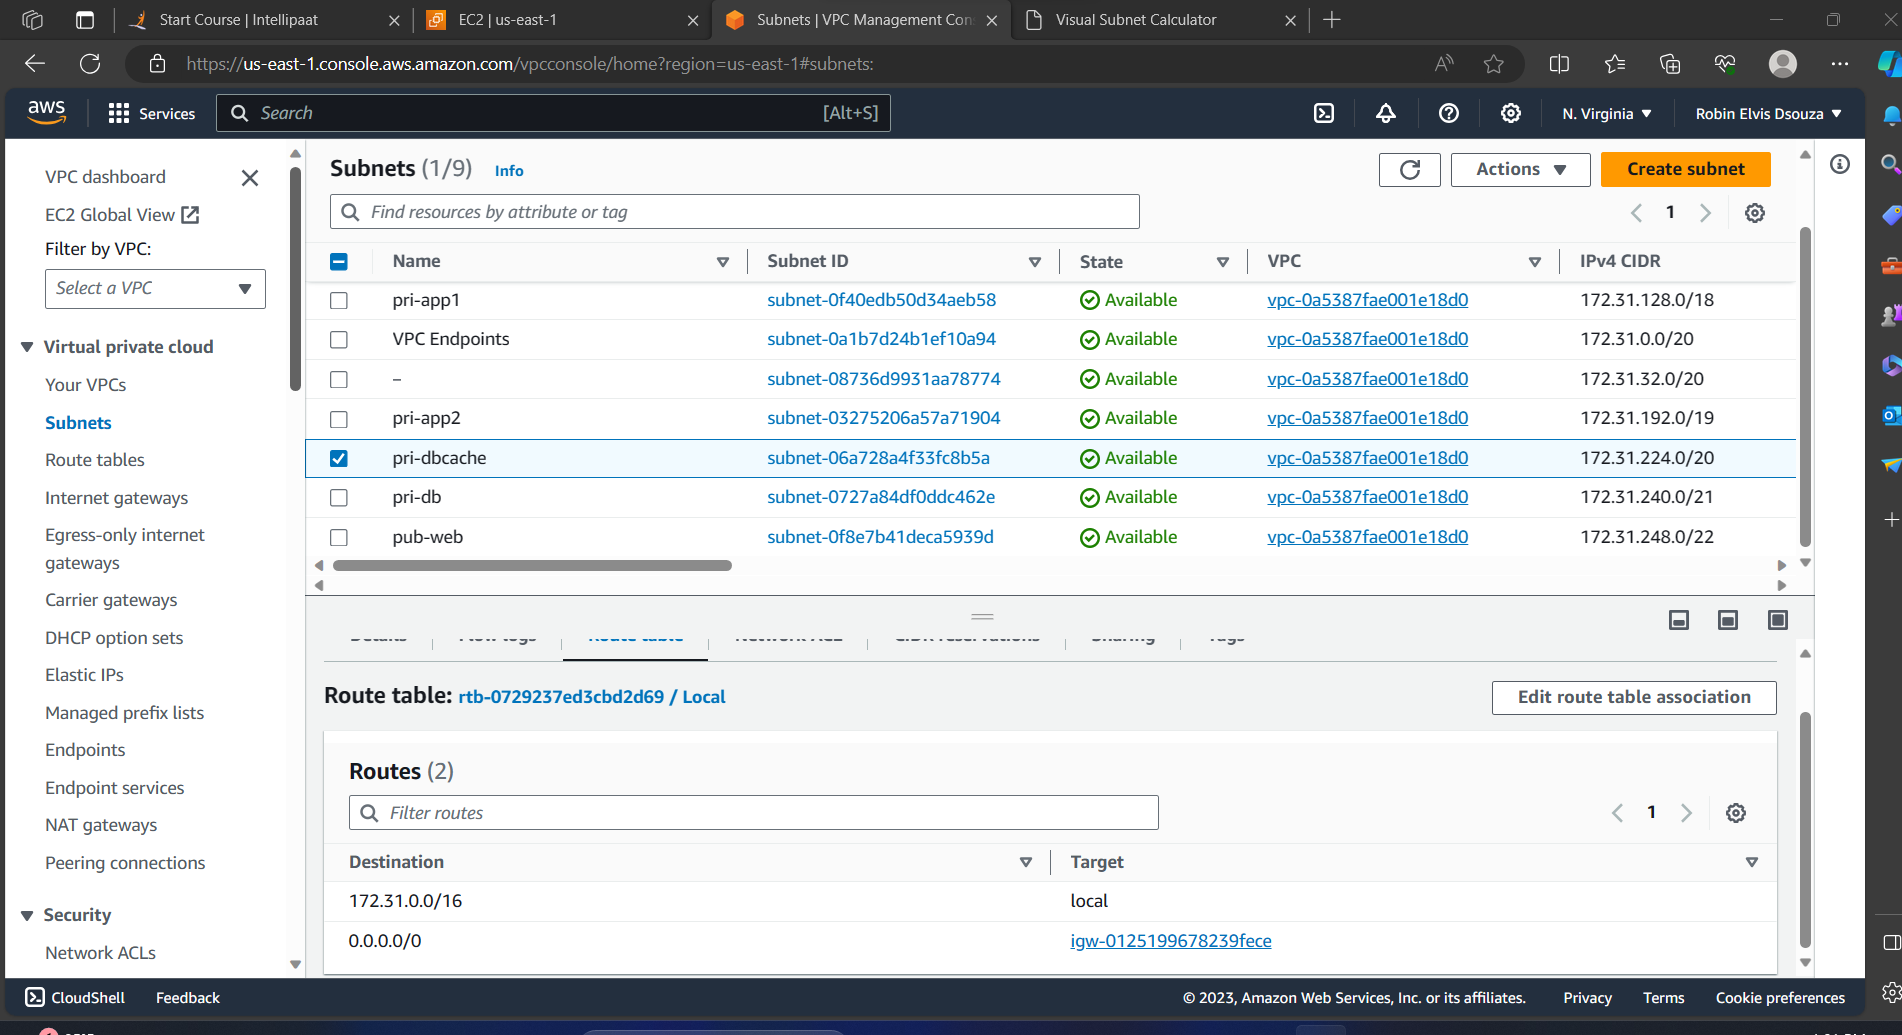 Start Course | Intellipaat
EC2 | us-east-1
Subnets | VPC Management Con
Visual Subnet Calculator
https://us-east-1.console.aws.amazon.com/vpcconsole/home?region=us-east-1#subnets:
aws
Services
Search
[Alt+S]
N. Virginia
Robin Elvis Dsouza
VPC dashboard
EC2 Global View
Filter by VPC:
Select a VPC
Virtual private cloud
Your VPCs
Subnets
Route tables
Internet gateways
Egress-only internet
gateways
Carrier gateways
DHCP option sets
Elastic IPs
Managed prefix lists
Endpoints
Endpoint services
NAT gateways
Peering connections
Security
Network ACLs
Subnets (1/9) Info
Actions
Create subnet
Find resources by attribute or tag
1
Name Subnet ID State VPC IPv4 CIDR
pri-app1 subnet-0f40edb50d34aeb58 Available vpc-0a5387fae001e18d0 172.31.128.0/18
VPC Endpoints subnet-0a1b7d24b1ef10a94 Available vpc-0a5387fae001e18d0 172.31.0.0/20
– subnet-08736d9931aa78774 Available vpc-0a5387fae001e18d0 172.31.32.0/20
pri-app2 subnet-03275206a57a71904 Available vpc-0a5387fae001e18d0 172.31.192.0/19
pri-dbcache subnet-06a728a4f33fc8b5a Available vpc-0a5387fae001e18d0 172.31.224.0/20
pri-db subnet-0727a84df0ddc462e Available vpc-0a5387fae001e18d0 172.31.240.0/21
pub-web subnet-0f8e7b41deca5939d Available vpc-0a5387fae001e18d0 172.31.248.0/22
Details Flow logs Route table Network ACL CIDR reservations Sharing Tags
Route table: rtb-0729237ed3cbd2d69 / Local
Edit route table association
Routes (2)
Filter routes
1
Destination Target
172.31.0.0/16 local
0.0.0.0/0 igw-0125199678239fece
CloudShell
Feedback
© 2023, Amazon Web Services, Inc. or its affiliates.
Privacy
Terms
Cookie preferences